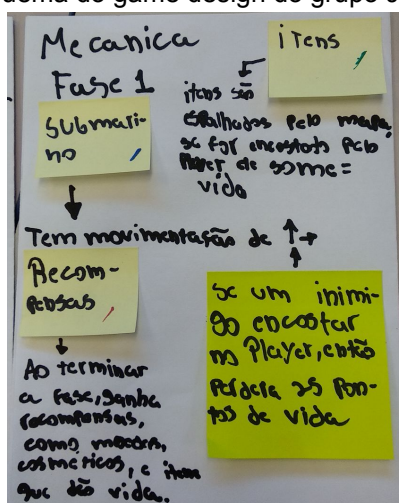 Mecanica
Fase 1
itens
itens são
espalhados pelo mapa,
se for encostado pelo
Player ele some =
vida
Submari-
no
Tem movimentação de ↑→
Recom-
pensas
Ao terminar
a fase, ganha
recompensas,
como moedas,
cosméticos, e itens
que dão vida.
se um inimi-
go encostar
no Player, então
perdera 25 pon-
tos de vida